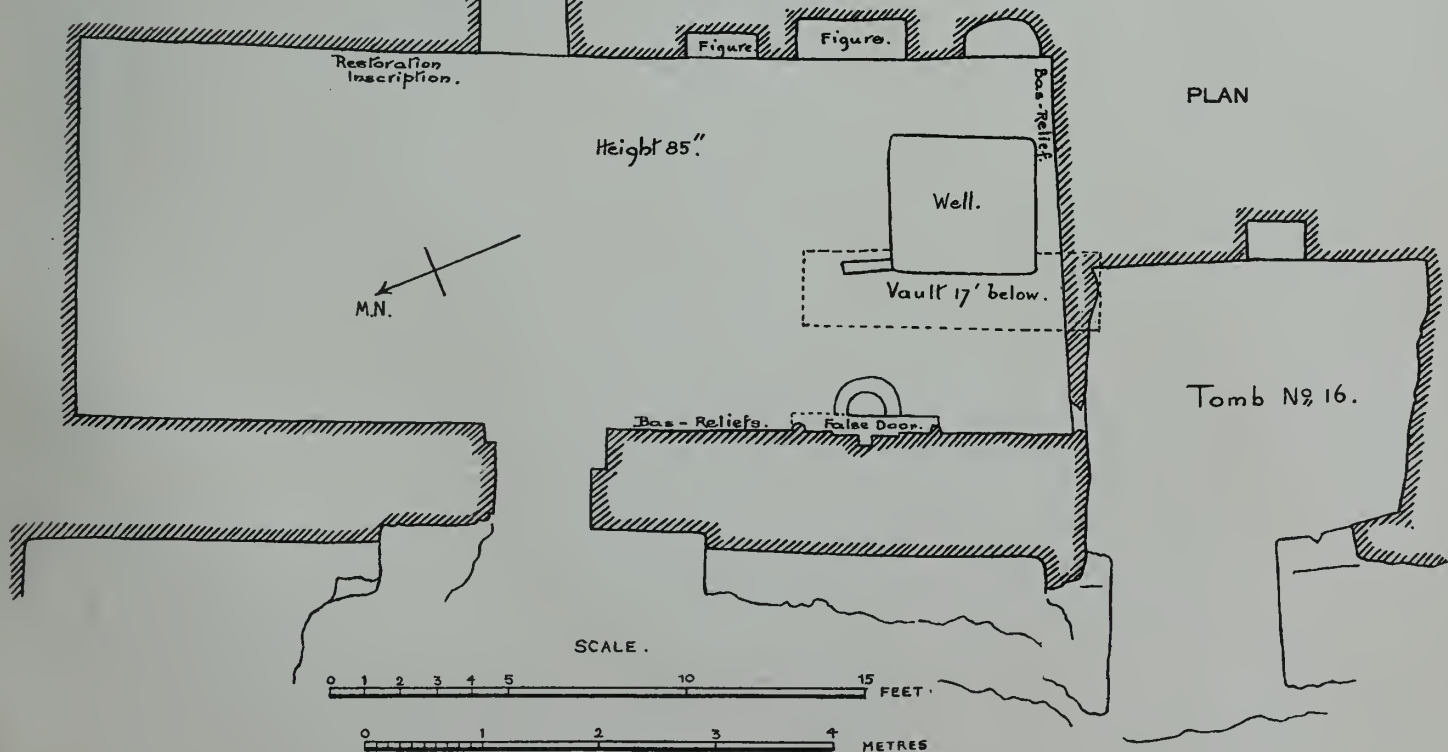 Figure.
Figure.
Restoration
Inscription.
Bas-Relief.
PLAN
Height 85".
Well.
M.N.
Vault 17' below.
Tomb No 16.
Bas-Reliefs.
False Door.
SCALE.
0 1 2 3 4 5 10 15 FEET.
0 1 2 3 4 METRES